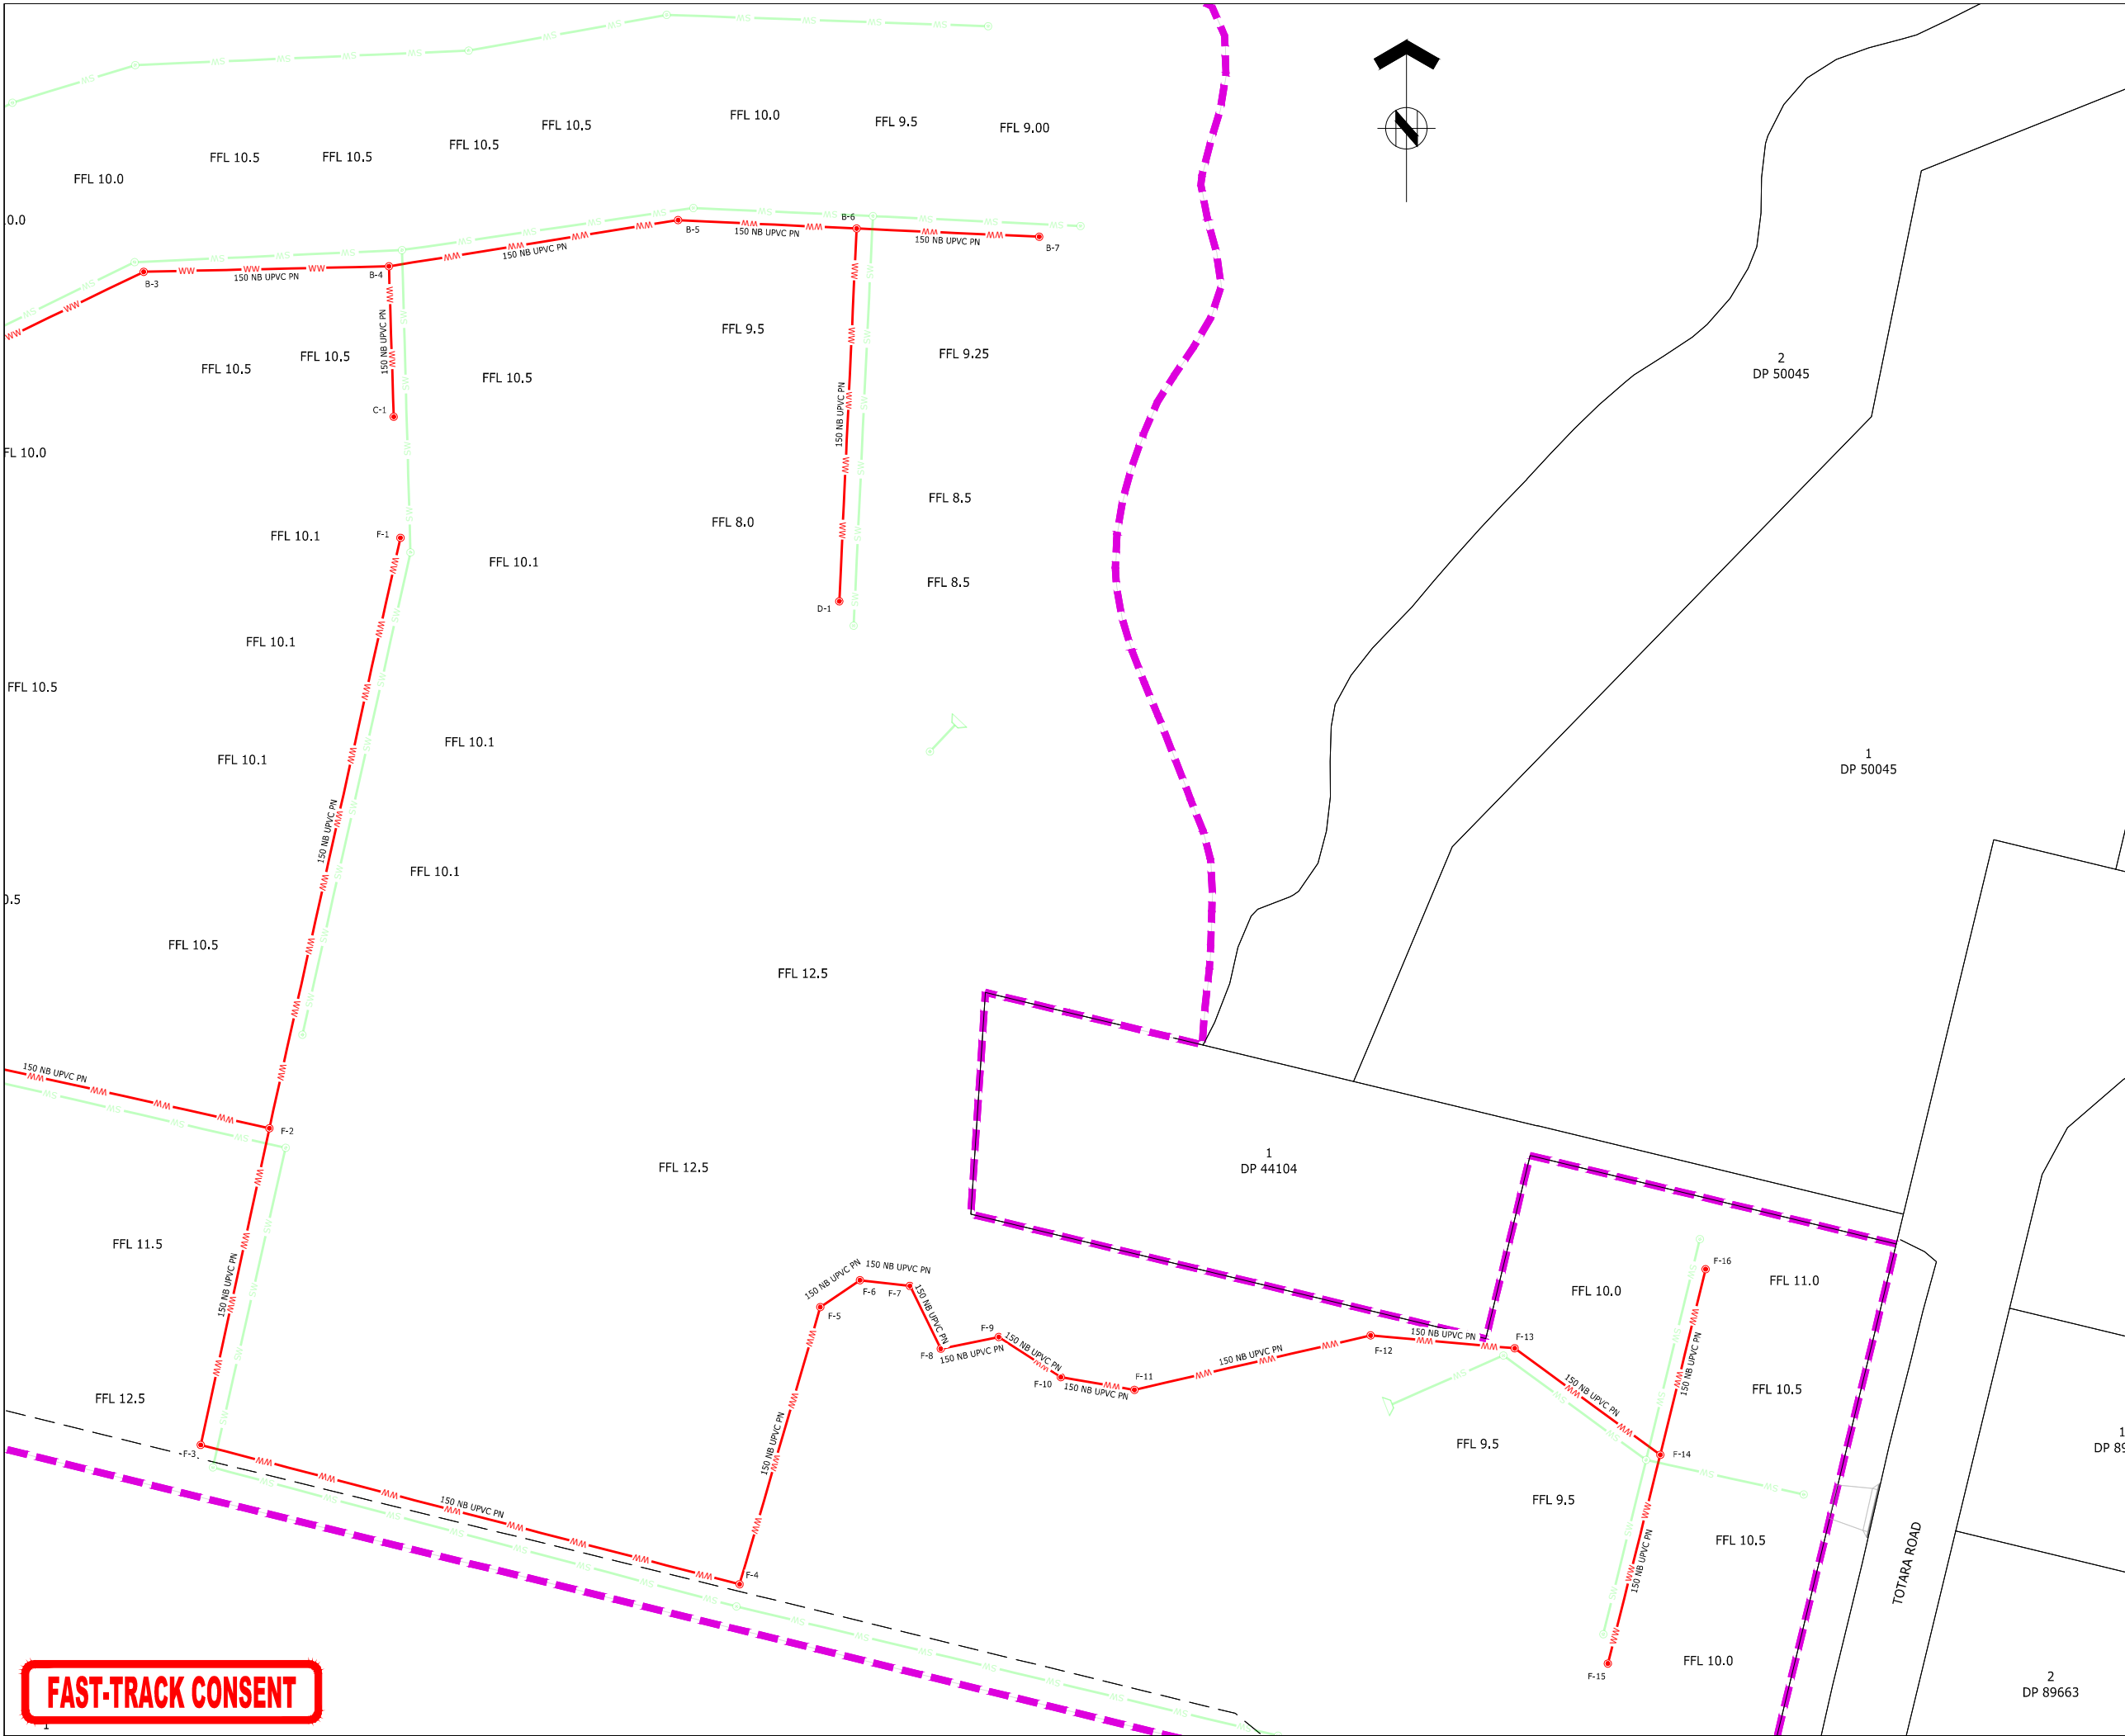 FFL 10.5
FFL 10.0
FFL 9.5
FFL 9.00
FFL 10.5
FFL 10.5
FFL 10.5
FFL 10.0
B-6
B-5
150 NB UPVC PN
150 NB UPVC PN
B-7
150 NB UPVC PN
B-4
150 NB UPVC PN
B-3
FFL 9.5
FFL 9.25
150 NB UPVC PN
FFL 10.5
FFL 10.5
FFL 10.5
2
DP 50045
C-1
150 NB UPVC PN
FFL 8.5
FFL 8.0
FFL 10.1
F-1
FFL 10.1
FFL 8.5
D-1
FFL 10.1
FFL 10.5
FFL 10.1
FFL 10.1
1
DP 50045
150 NB UPVC PN
FFL 10.1
FFL 10.5
FFL 12.5
150 NB UPVC PN
F-2
FFL 12.5
1
DP 44104
FFL 11.5
150 NB UPVC PN
150 NB UPVC PN
150 NB UPVC PN
F-5
F-6
F-7
150 NB UPVC PN
F-8
150 NB UPVC PN
F-9
150 NB UPVC PN
F-10
150 NB UPVC PN
F-11
150 NB UPVC PN
F-12
150 NB UPVC PN
F-13
FFL 10.0
F-16
FFL 11.0
150 NB UPVC PN
150 NB UPVC PN
FFL 10.5
FFL 12.5
F-3
150 NB UPVC PN
150 NB UPVC PN
F-4
FFL 9.5
F-14
FFL 9.5
FFL 10.5
150 NB UPVC PN
F-15
FFL 10.0
TOTARA ROAD
2
DP 89663
FAST-TRACK CONSENT
1